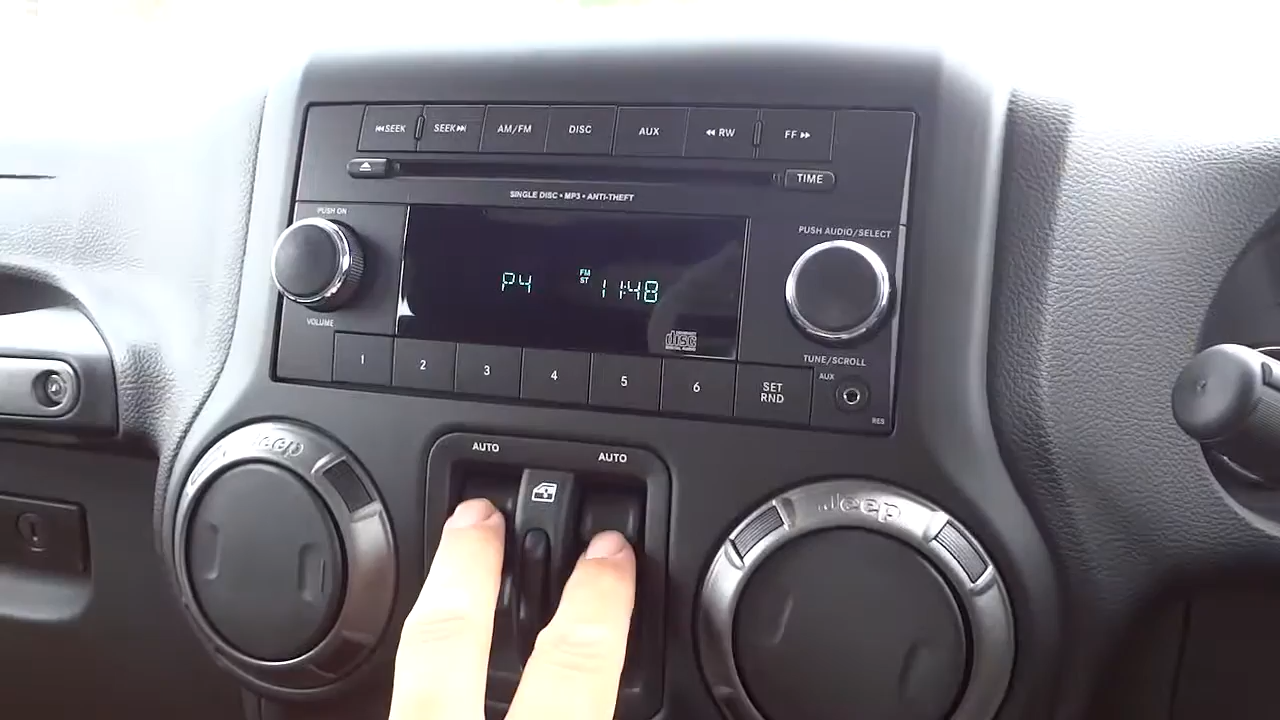 SEEK
SEEK
AM/FM
DISC
AUX
RW
FF
TIME
SINGLE DISC • MP3 • ANTI-THEFT
PUSH ON
VOLUME
P4
FM
ST
11:48
PUSH AUDIO/SELECT
disc
TUNE/SCROLL
1
2
3
4
5
6
SET
RND
AUX
RES
AUTO
AUTO
Jeep
Jeep